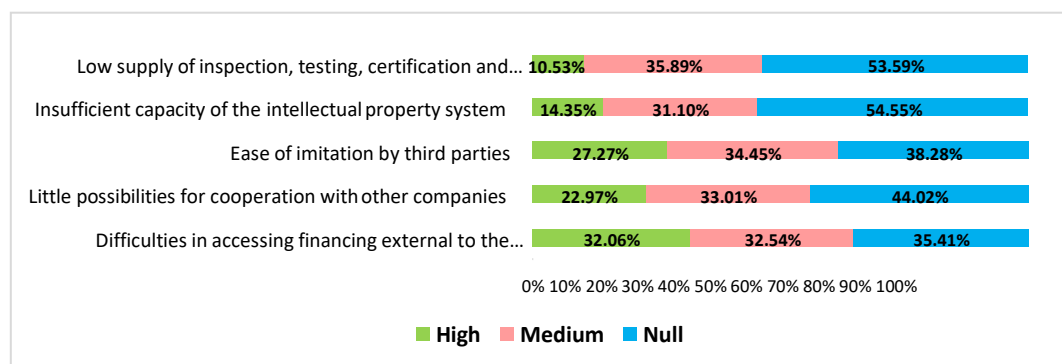 Low supply of inspection, testing, certification and... 10.53% 35.89% 53.59%
Insufficient capacity of the intellectual property system 14.35% 31.10% 54.55%
Ease of imitation by third parties 27.27% 34.45% 38.28%
Little possibilities for cooperation with other companies 22.97% 33.01% 44.02%
Difficulties in accessing financing external to the... 32.06% 32.54% 35.41%
0% 10% 20% 30% 40% 50% 60% 70% 80% 90% 100%
High Medium Null